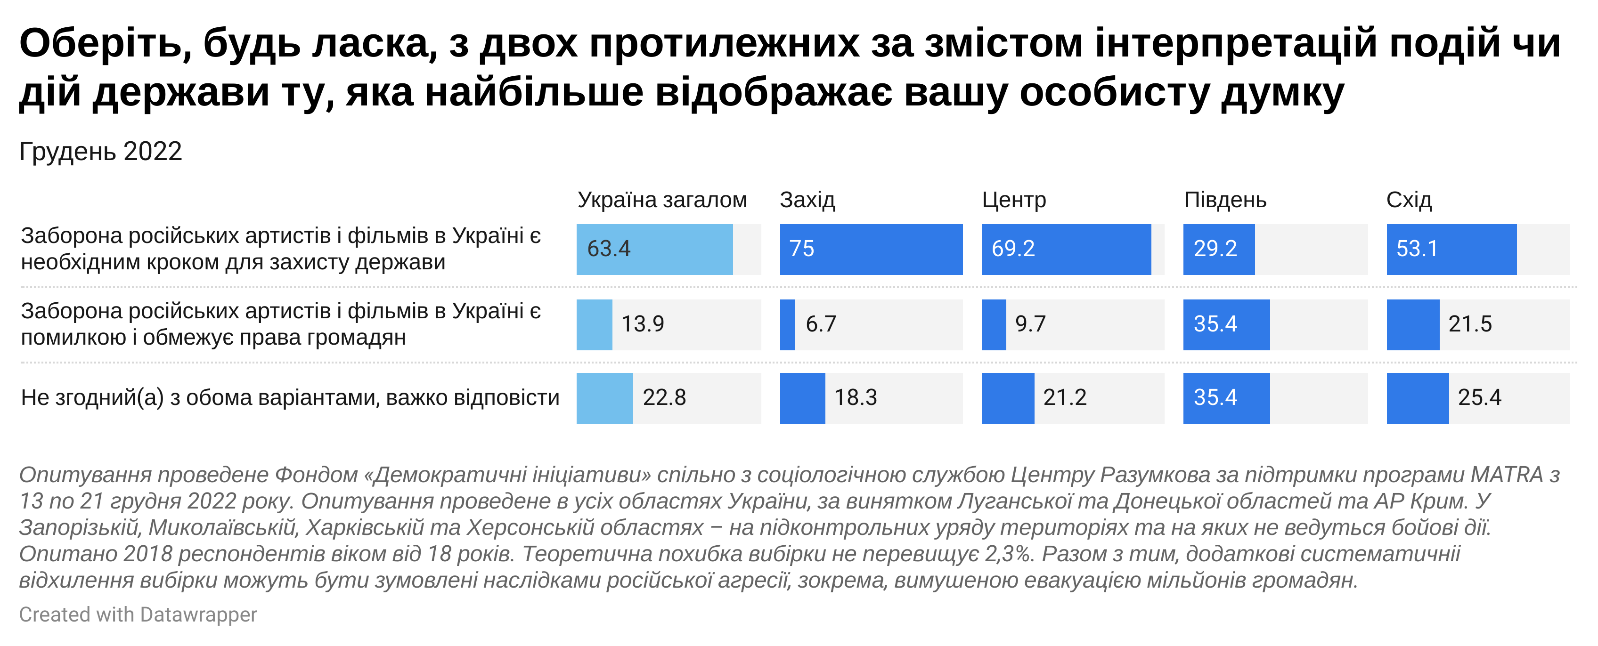 Оберіть, будь ласка, з двох протилежних за змістом інтерпретацій подій чи
дій держави ту, яка найбільше відображає вашу особисту думку
Грудень 2022
Україна загалом Захід Центр Південь Схід
Заборона російських артистів і фільмів в Україні є
необхідним кроком для захисту держави
63.4 75 69.2 29.2 53.1
Заборона російських артистів і фільмів в Україні є
помилкою і обмежує права громадян
13.9 6.7 9.7 35.4 21.5
Не згодний(а) з обома варіантами, важко відповісти 22.8 18.3 21.2 35.4 25.4
Опитування проведене Фондом «Демократичні ініціативи» спільно з соціологічною службою Центру Разумкова за підтримки програми MATRA з
13 по 21 грудня 2022 року. Опитування проведене в усіх областях України, за винятком Луганської та Донецької областей та АР Крим. У
Запорізькій, Миколаївській, Харківській та Херсонській областях – на підконтрольних уряду територіях та на яких не ведуться бойові дії.
Опитано 2018 респондентів віком від 18 років. Теоретична похибка вибірки не перевищує 2,3%. Разом з тим, додаткові систематичніі
відхилення вибірки можуть бути зумовлені наслідками російської агресії, зокрема, вимушеною евакуацією мільйонів громадян.
Created with Datawrapper